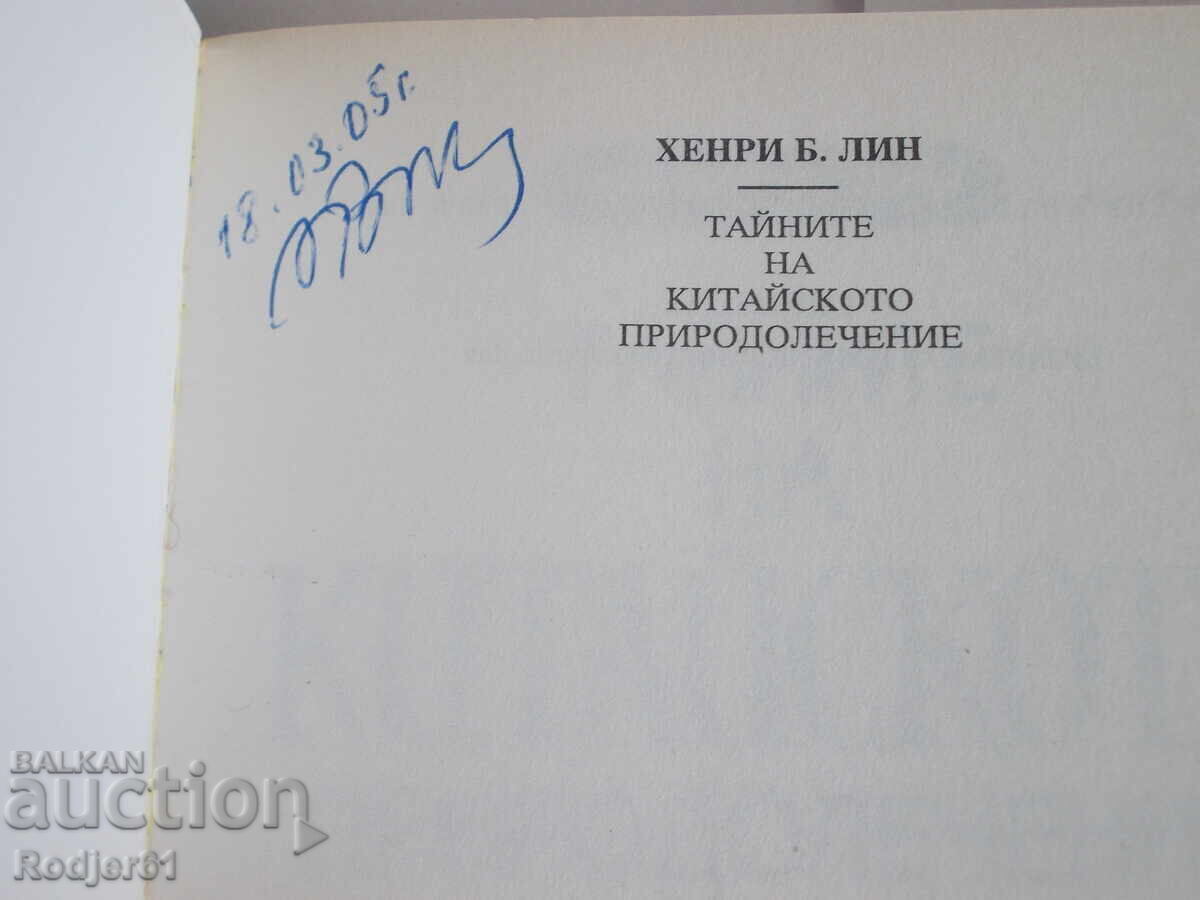 18.03.05г.
ХЕНРИ Б. ЛИН
ТАЙНИТЕ
НА
КИТАЙСКОТО
ПРИРОДОЛЕЧЕНИЕ
BALKAN
auction
Rodjer61